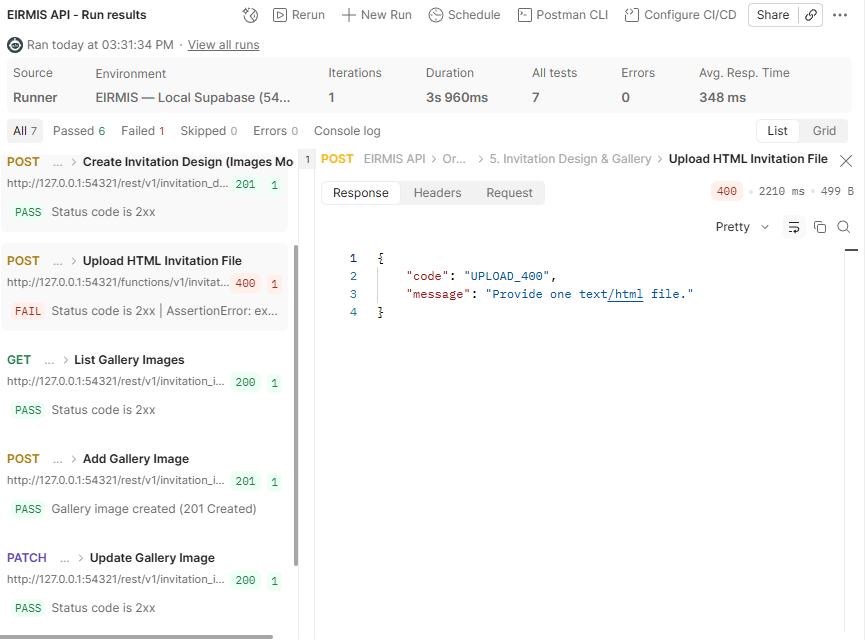 EIRMIS API - Run results
Rerun
New Run
Schedule
Postman CLI
Configure CI/CD
Share
Ran today at 03:31:34 PM · View all runs
Source Environment Iterations Duration All tests Errors Avg. Resp. Time
Runner EIRMIS — Local Supabase (54... 1 3s 960ms 7 0 348 ms
All 7 Passed 6 Failed 1 Skipped 0 Errors 0 Console log
List Grid
POST ... > Create Invitation Design (Images Mo
http://127.0.0.1:54321/rest/v1/invitation_d... 201 1
PASS Status code is 2xx
POST ... > Upload HTML Invitation File
http://127.0.0.1:54321/functions/v1/invitat... 400 1
FAIL Status code is 2xx | AssertionError: ex...
GET ... > List Gallery Images
http://127.0.0.1:54321/rest/v1/invitation_i... 200 1
PASS Status code is 2xx
POST ... > Add Gallery Image
http://127.0.0.1:54321/rest/v1/invitation_i... 201 1
PASS Gallery image created (201 Created)
PATCH ... > Update Gallery Image
http://127.0.0.1:54321/rest/v1/invitation_i... 200 1
PASS Status code is 2xx
1 POST EIRMIS API > Or... > 5. Invitation Design & Gallery > Upload HTML Invitation File
Response Headers Request
400 • 2210 ms • 499 B
Pretty
1 {
2 "code": "UPLOAD_400",
3 "message": "Provide one text/html file."
4 }